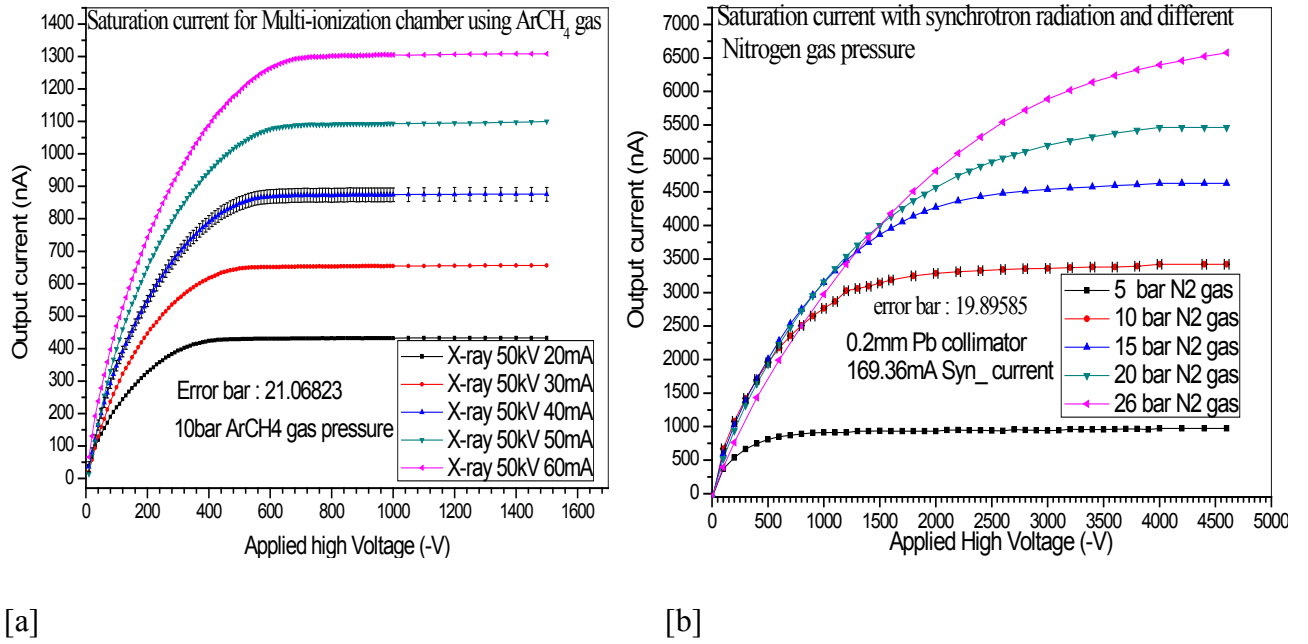 Saturation current for Multi-ionization chamber using ArCH4 gas
1400
1300
1200
1100
1000
900
800
700
600
500
400
300
200
100
0
Output current (nA)
Error bar : 21.06823
10bar ArCH4 gas pressure
X-ray 50kV 20mA
X-ray 50kV 30mA
X-ray 50kV 40mA
X-ray 50kV 50mA
X-ray 50kV 60mA
0 200 400 600 800 1000 1200 1400 1600
Applied high Voltage (-V)
[a]
Saturation current with synchrotron radiation and different
Nitrogen gas pressure
7000
6500
6000
5500
5000
4500
4000
3500
3000
2500
2000
1500
1000
500
0
Output current (nA)
error bar : 19.89585
0.2mm Pb collimator
169.36mA Syn_ current
5 bar N2 gas
10 bar N2 gas
15 bar N2 gas
20 bar N2 gas
26 bar N2 gas
0 500 1000 1500 2000 2500 3000 3500 4000 4500 5000
Applied High Voltage (-V)
[b]